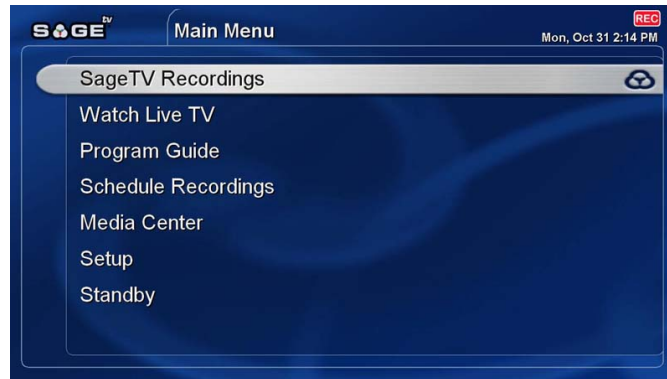 SAGE tv
Main Menu
REC
Mon, Oct 31 2:14 PM
SageTV Recordings
Watch Live TV
Program Guide
Schedule Recordings
Media Center
Setup
Standby